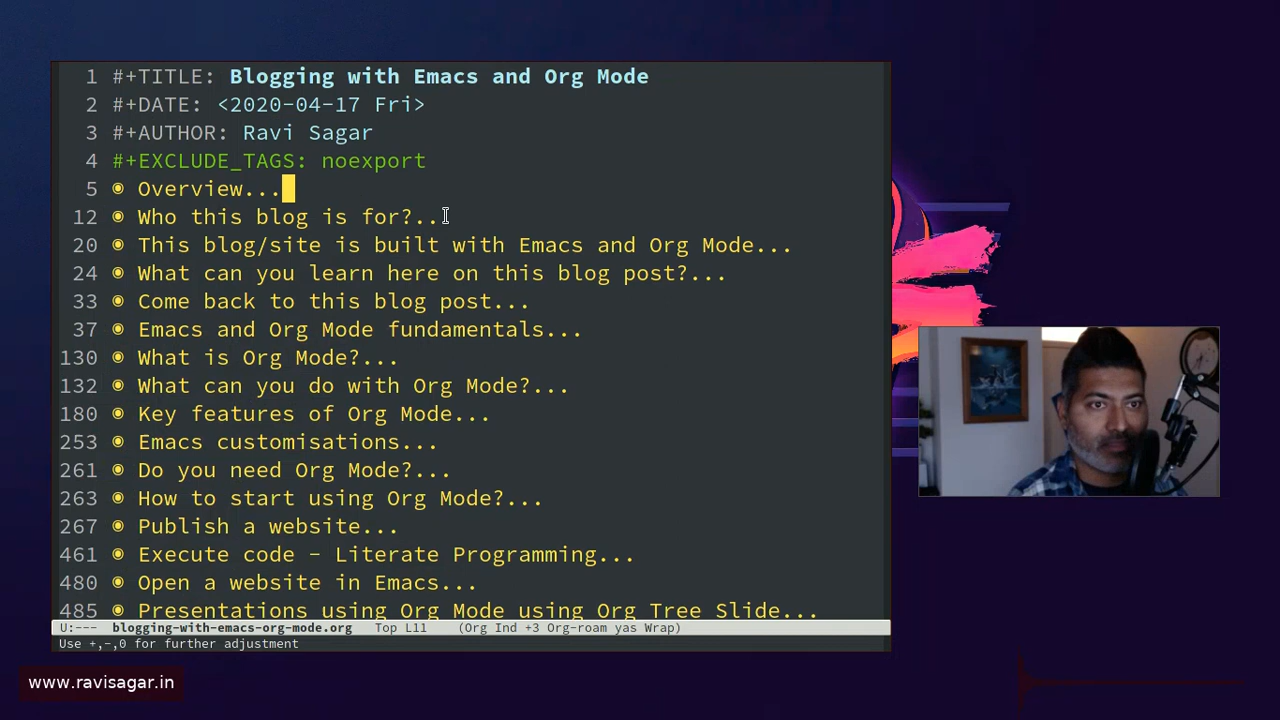 1 #+TITLE: Blogging with Emacs and Org Mode
2 #+DATE: <2020-04-17 Fri>
3 #+AUTHOR: Ravi Sagar
4 #+EXCLUDE_TAGS: noexport
5 ◉ Overview...
12 ◉ Who this blog is for?...
20 ◉ This blog/site is built with Emacs and Org Mode...
24 ◉ What can you learn here on this blog post?...
33 ◉ Come back to this blog post...
37 ◉ Emacs and Org Mode fundamentals...
130 ◉ What is Org Mode?...
132 ◉ What can you do with Org Mode?...
180 ◉ Key features of Org Mode...
253 ◉ Emacs customisations...
261 ◉ Do you need Org Mode?...
263 ◉ How to start using Org Mode?...
267 ◉ Publish a website...
461 ◉ Execute code - Literate Programming...
480 ◉ Open a website in Emacs...
485 ◉ Presentations using Org Mode using Org Tree Slide...
U:--- blogging-with-emacs-org-mode.org Top L11 (Org Ind +3 Org-roam yas Wrap)
Use +,-,0 for further adjustment
www.ravisagar.in